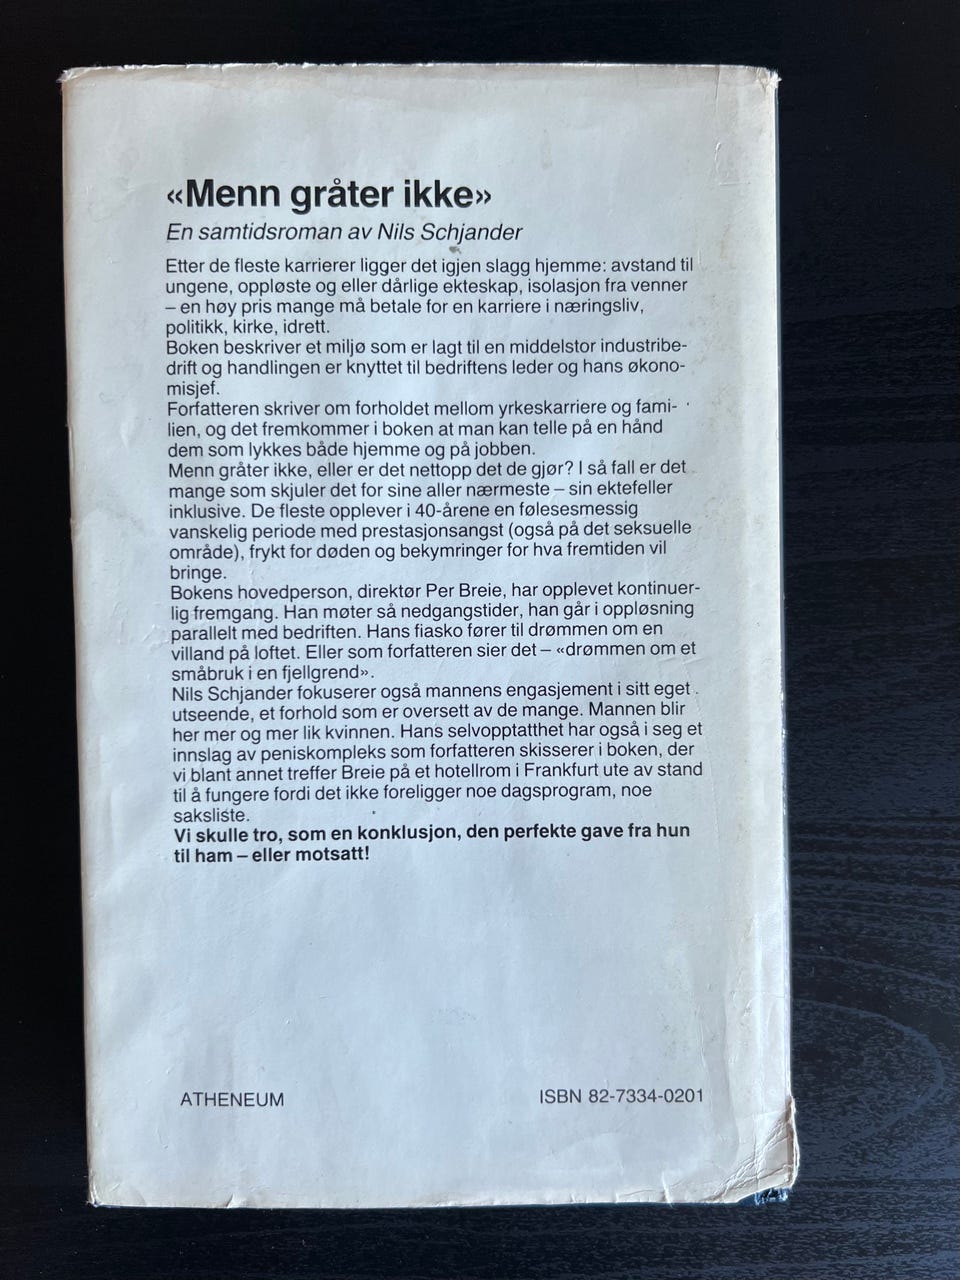 «Menn gråter ikke»
En samtidsroman av Nils Schjander
Etter de fleste karrierer ligger det igjen slagg hjemme: avstand til
ungene, oppløste og eller dårlige ekteskap, isolasjon fra venner
– en høy pris mange må betale for en karriere i næringsliv,
politikk, kirke, idrett.
Boken beskriver et miljø som er lagt til en middelstor industribe-
drift og handlingen er knyttet til bedriftens leder og hans økono-
misjef.
Forfatteren skriver om forholdet mellom yrkeskarriere og fami-
lien, og det fremkommer i boken at man kan telle på en hånd
dem som lykkes både hjemme og på jobben.
Menn gråter ikke, eller er det nettopp det de gjør? I så fall er det
mange som skjuler det for sine aller nærmeste – sin ektefeller
inklusive. De fleste opplever i 40-årene en følesesmessig
vanskelig periode med prestasjonsangst (også på det seksuelle
område), frykt for døden og bekymringer for hva fremtiden vil
bringe.
Bokens hovedperson, direktør Per Breie, har opplevet kontinuer-
lig fremgang. Han møter så nedgangstider, han går i oppløsning
parallelt med bedriften. Hans fiasko fører til drømmen om en
villand på loftet. Eller som forfatteren sier det – «drømmen om et
småbruk i en fjellgrend».
Nils Schjander fokuserer også mannens engasjement i sitt eget
utseende, et forhold som er oversett av de mange. Mannen blir
her mer og mer lik kvinnen. Hans selvopptatthet har også i seg et
innslag av peniskompleks som forfatteren skisserer i boken, der
vi blant annet treffer Breie på et hotellrom i Frankfurt ute av stand
til å fungere fordi det ikke foreligger noe dagsprogram, noe
saksliste.
Vi skulle tro, som en konklusjon, den perfekte gave fra hun
til ham – eller motsatt!
ATHENEUM
ISBN 82-7334-0201